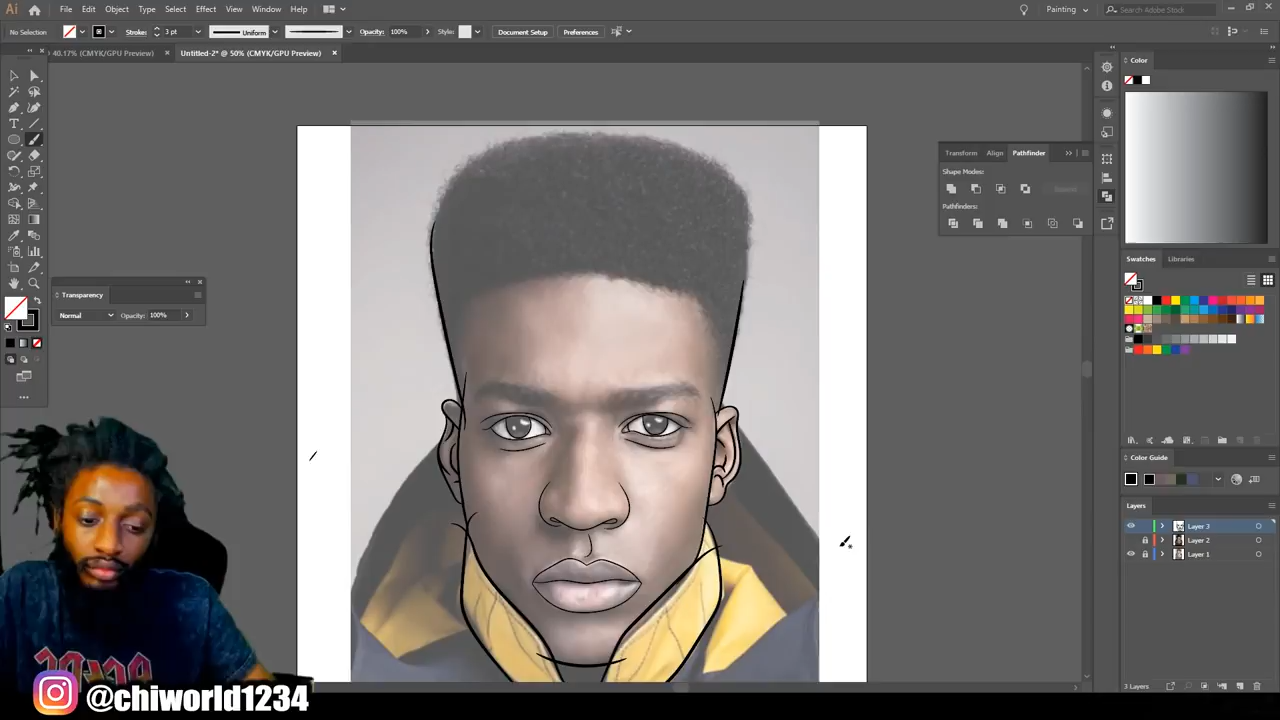 Ai File Edit Object Type Select Effect View Window Help Painting Search Adobe Stock
No Selection Stroke: 3 pt Uniform Opacity: 100% Style: Document Setup Preferences
40.17% (CMYK/GPU Preview) × Untitled-2* @ 50% (CMYK/GPU Preview) ×
Color
Transform Align Pathfinder
Shape Modes:
Pathfinders:
Swatches Libraries
Transparency
Normal Opacity: 100%
Color Guide
Layers
Layer 3
Layer 2
Layer 1
3 Layers
@chiworld1234